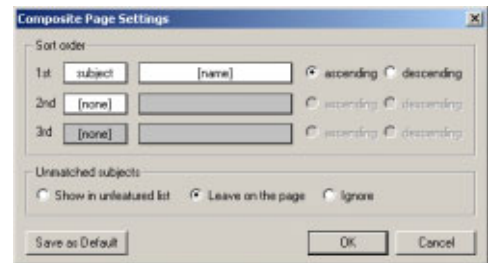 Composite Page Settings
Sort order
1st subject [name] ascending descending
2nd [none] ascending descending
3rd [none] ascending descending
Unmatched subjects
Show in unfeatured list Leave on the page Ignore
Save as Default OK Cancel